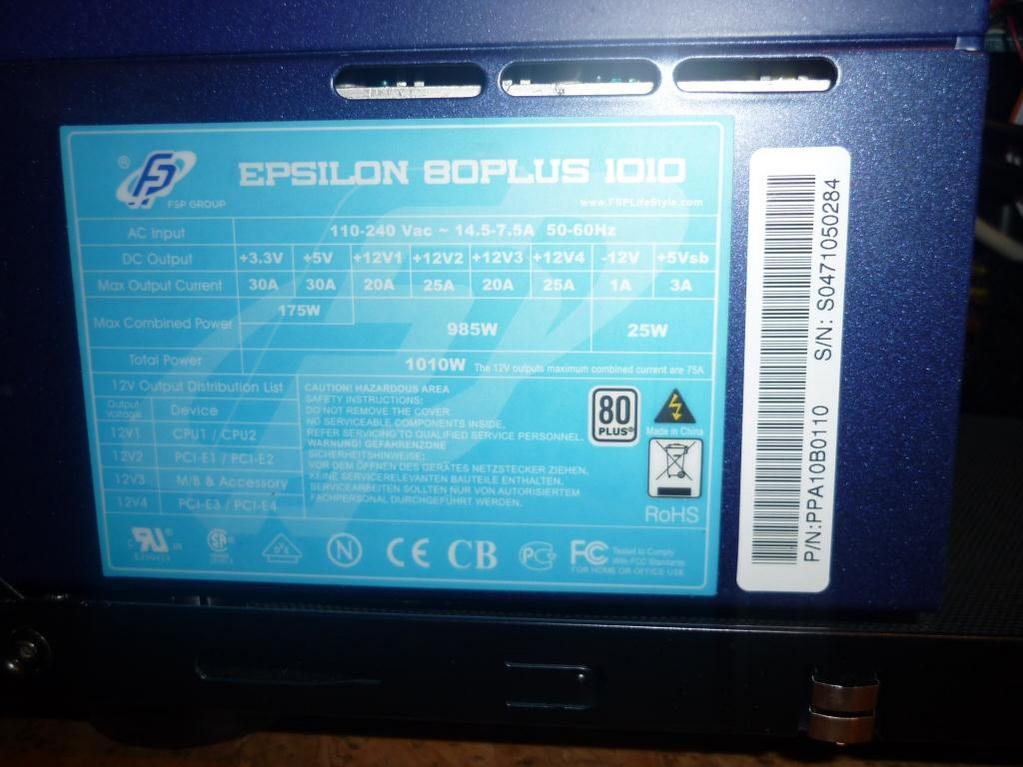 FSP GROUP
EPSILON 80PLUS 1010
www.FSPLifeStyle.com
AC Input 110-240 Vac ~ 14.5-7.5A 50-60Hz
DC Output +3.3V +5V +12V1 +12V2 +12V3 +12V4 -12V +5Vsb
Max Output Current 30A 30A 20A 25A 20A 25A 1A 3A
Max Combined Power 175W 985W 25W
Total Power 1010W The 12V outputs maximum combined current are 75A
12V Output Distribution List
Output Voltage Device
12V1 CPU1 / CPU2
12V2 PCI-E1 / PCI-E2
12V3 M/B & Accessory
12V4 PCI-E3 / PCI-E4
CAUTION! HAZARDOUS AREA
SAFETY INSTRUCTIONS:
DO NOT REMOVE THE COVER
NO SERVICEABLE COMPONENTS INSIDE,
REFER SERVICING TO QUALIFIED SERVICE PERSONNEL.
WARNUNG! GEFAHRENZONE
SICHERHEITSHINWEISE:
VOR DEM ÖFFNEN DES GERÄTES NETZSTECKER ZIEHEN,
KEINE SERVICERELEVANTEN BAUTEILE ENTHALTEN,
SERVICEARBEITEN SOLLTEN NUR VON AUTORISIERTEM
FACHPERSONAL DURCHGEFÜHRT WERDEN.
80
PLUS®
Made in China
RoHS
N CE CB FC Tested to Comply
With FCC Standards
FOR HOME OR OFFICE USE
P/N:PPA10B0110 S/N: S0471050284